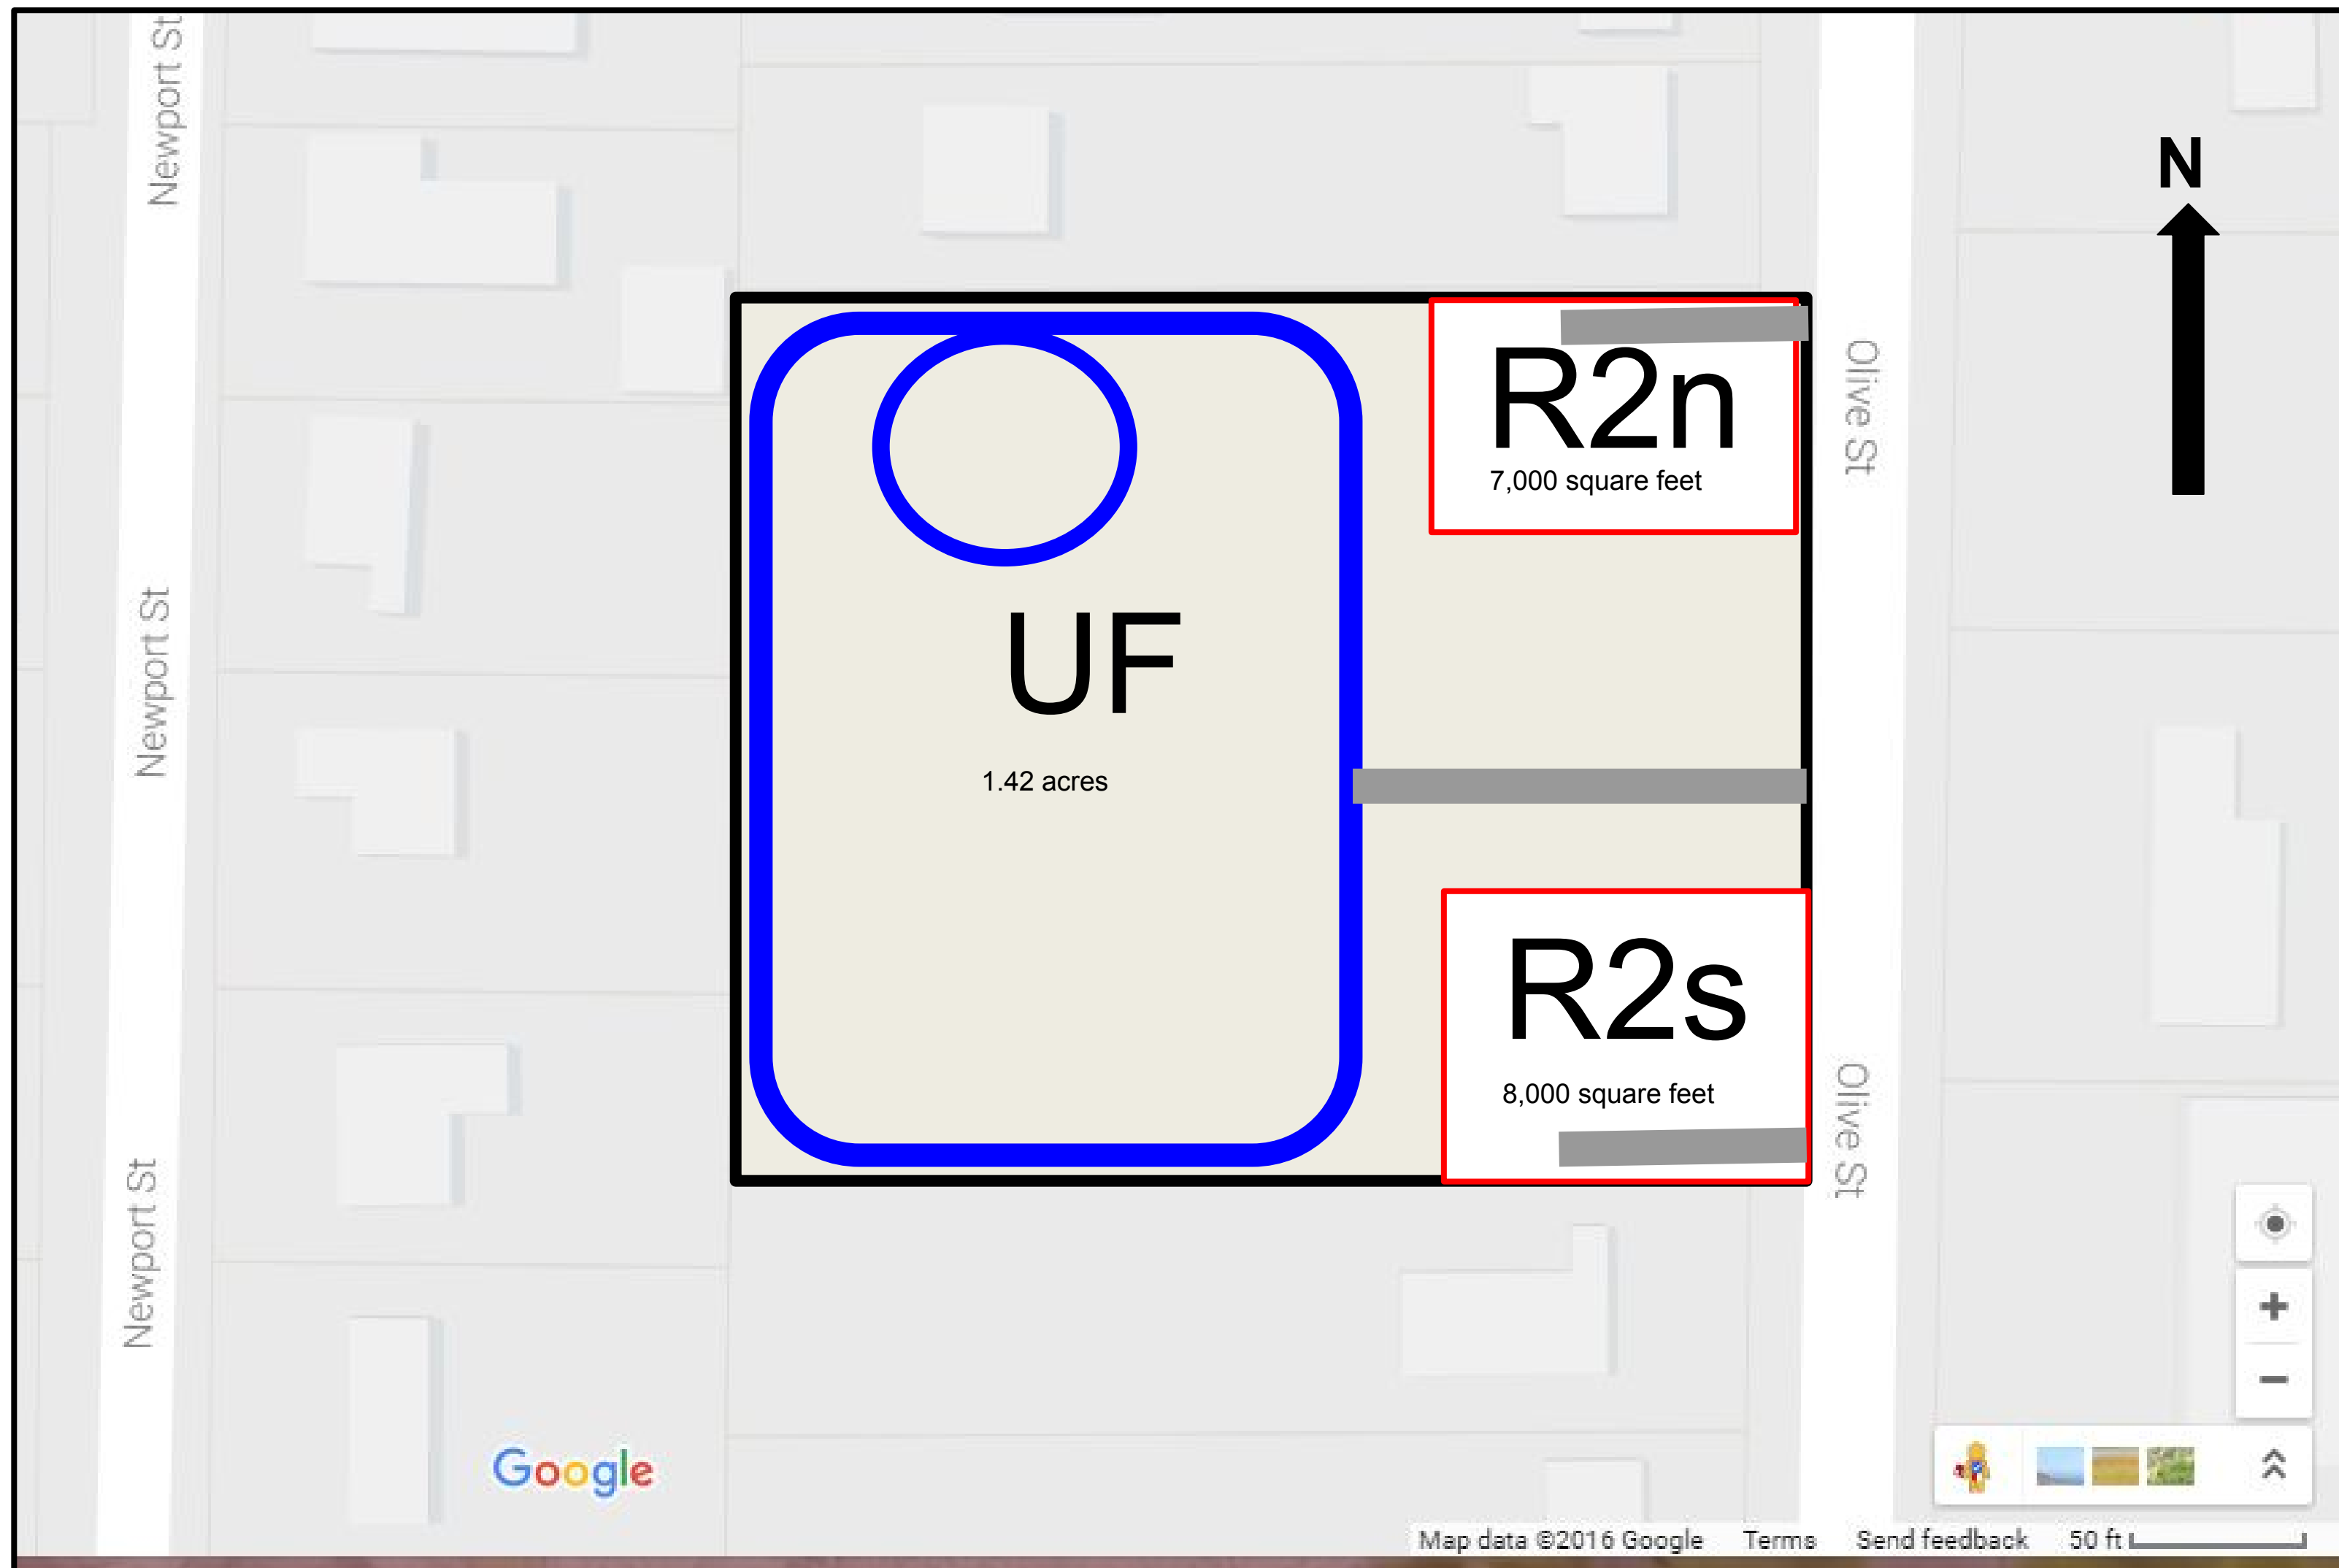 Newport St
N
R2n
7,000 square feet
Olive St
Newport St
UF
1.42 acres
R2s
8,000 square feet
Olive St
Newport St
Google
Map data ©2016 Google Terms Send feedback 50 ft